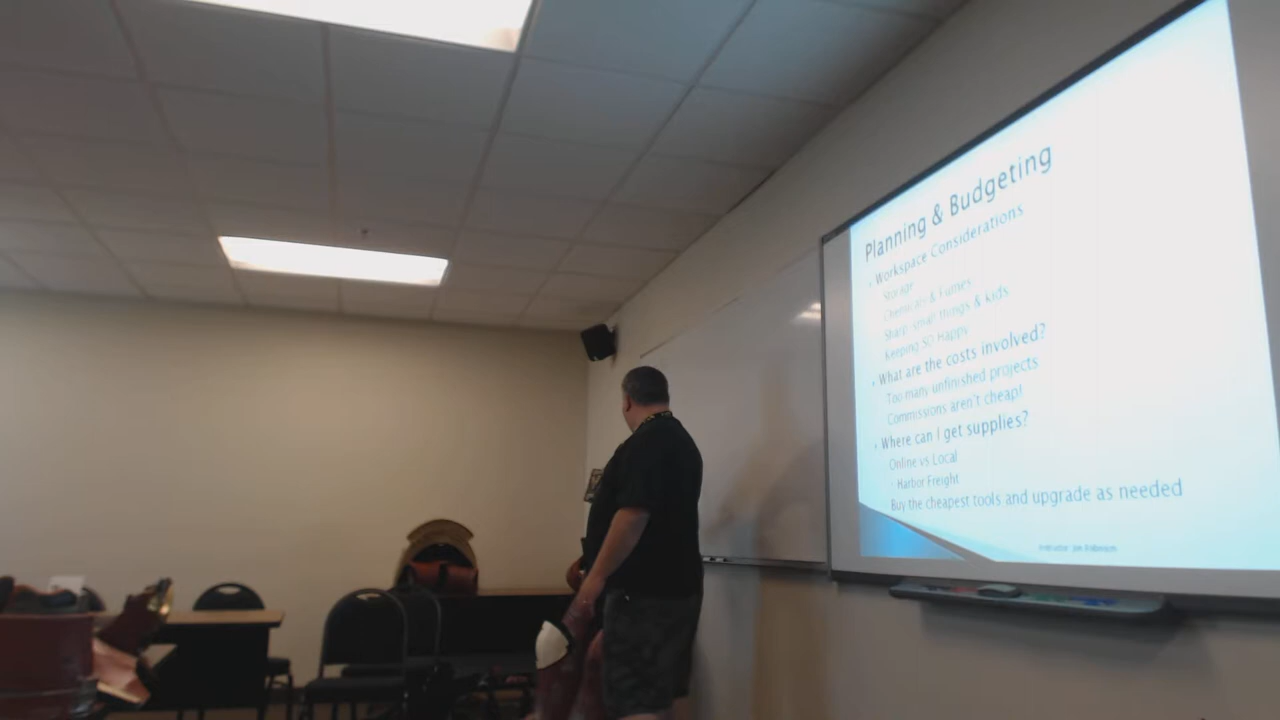 Planning & Budgeting
Workspace Considerations
Storage
Chemicals & Fumes
Sharp small things & kids
Keeping SO Happy
What are the costs involved?
Too many unfinished projects
Commissions aren't cheap!
Where can I get supplies?
Online vs Local
Harbor Freight
Buy the cheapest tools and upgrade as needed
Instructor: Jon